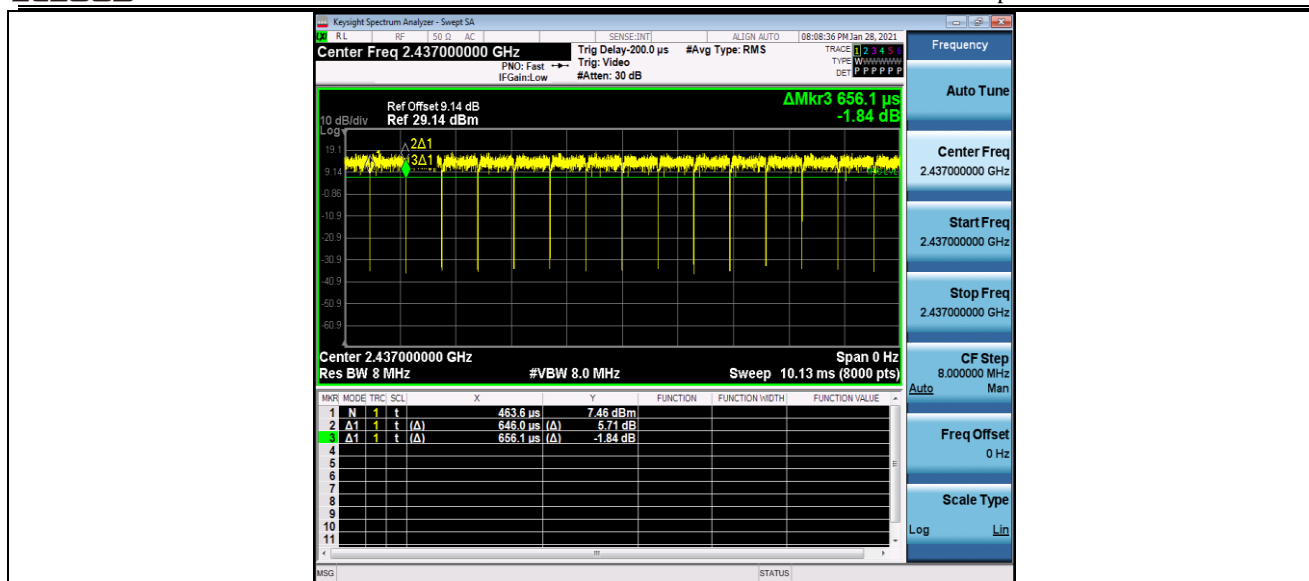 Keysight Spectrum Analyzer - Swept SA
RL RF 50 Ω AC SENSE:INT ALIGN AUTO 08:08:36 PM Jan 28, 2021
Center Freq 2.437000000 GHz
PNO: Fast
IFGain:Low
Trig Delay-200.0 µs
Trig: Video
#Atten: 30 dB
#Avg Type: RMS
TRACE 1 2 3 4 5 6
TYPE WWWWWW
DET P P P P P P
ΔMkr3 656.1 µs
-1.84 dB
Ref Offset 9.14 dB
10 dB/div Ref 29.14 dBm
Log
2Δ1
3Δ1
19.1
9.14
-0.86
-10.9
-20.9
-30.9
-40.9
-50.9
-60.9
Center 2.437000000 GHz Span 0 Hz
Res BW 8 MHz #VBW 8.0 MHz Sweep 10.13 ms (8000 pts)
MKR MODE TRC SCL X Y FUNCTION FUNCTION WIDTH FUNCTION VALUE
1 N 1 t 463.6 µs 7.46 dBm
2 Δ1 1 t (Δ) 646.0 µs (Δ) 5.71 dB
3 Δ1 1 t (Δ) 656.1 µs (Δ) -1.84 dB
4
5
6
7
8
9
10
11
MSG STATUS
Frequency
Auto Tune
Center Freq
2.437000000 GHz
Start Freq
2.437000000 GHz
Stop Freq
2.437000000 GHz
CF Step
8.000000 MHz
Auto Man
Freq Offset
0 Hz
Scale Type
Log Lin